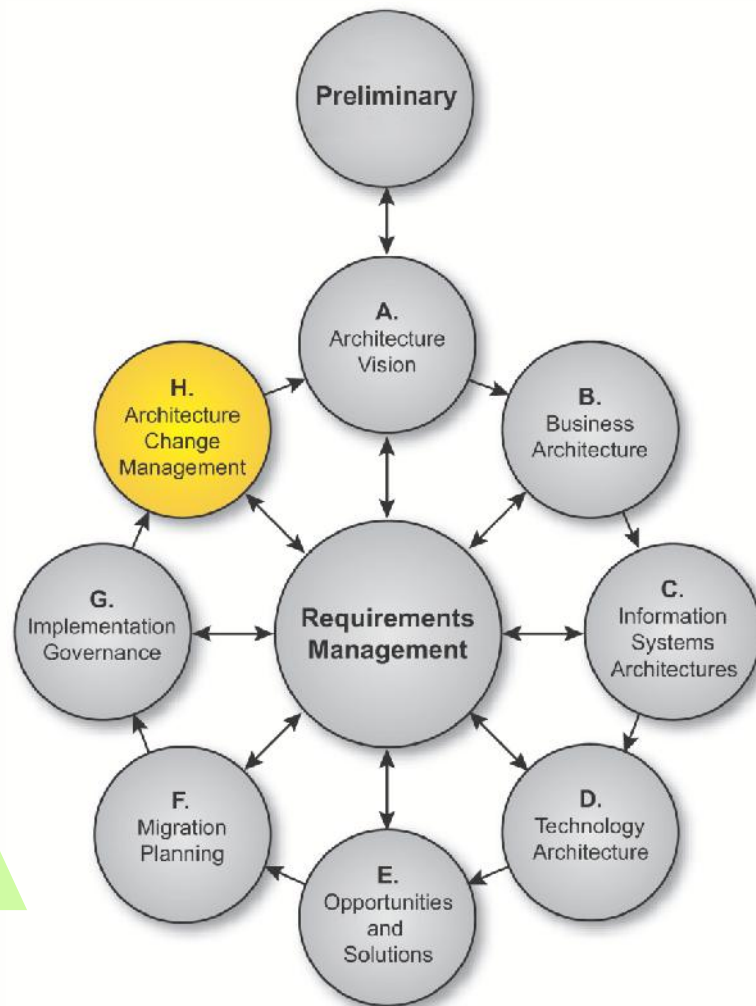 Preliminary
A.
Architecture
Vision
H.
Architecture
Change
Management
B.
Business
Architecture
G.
Implementation
Governance
Requirements
Management
C.
Information
Systems
Architectures
F.
Migration
Planning
D.
Technology
Architecture
E.
Opportunities
and
Solutions